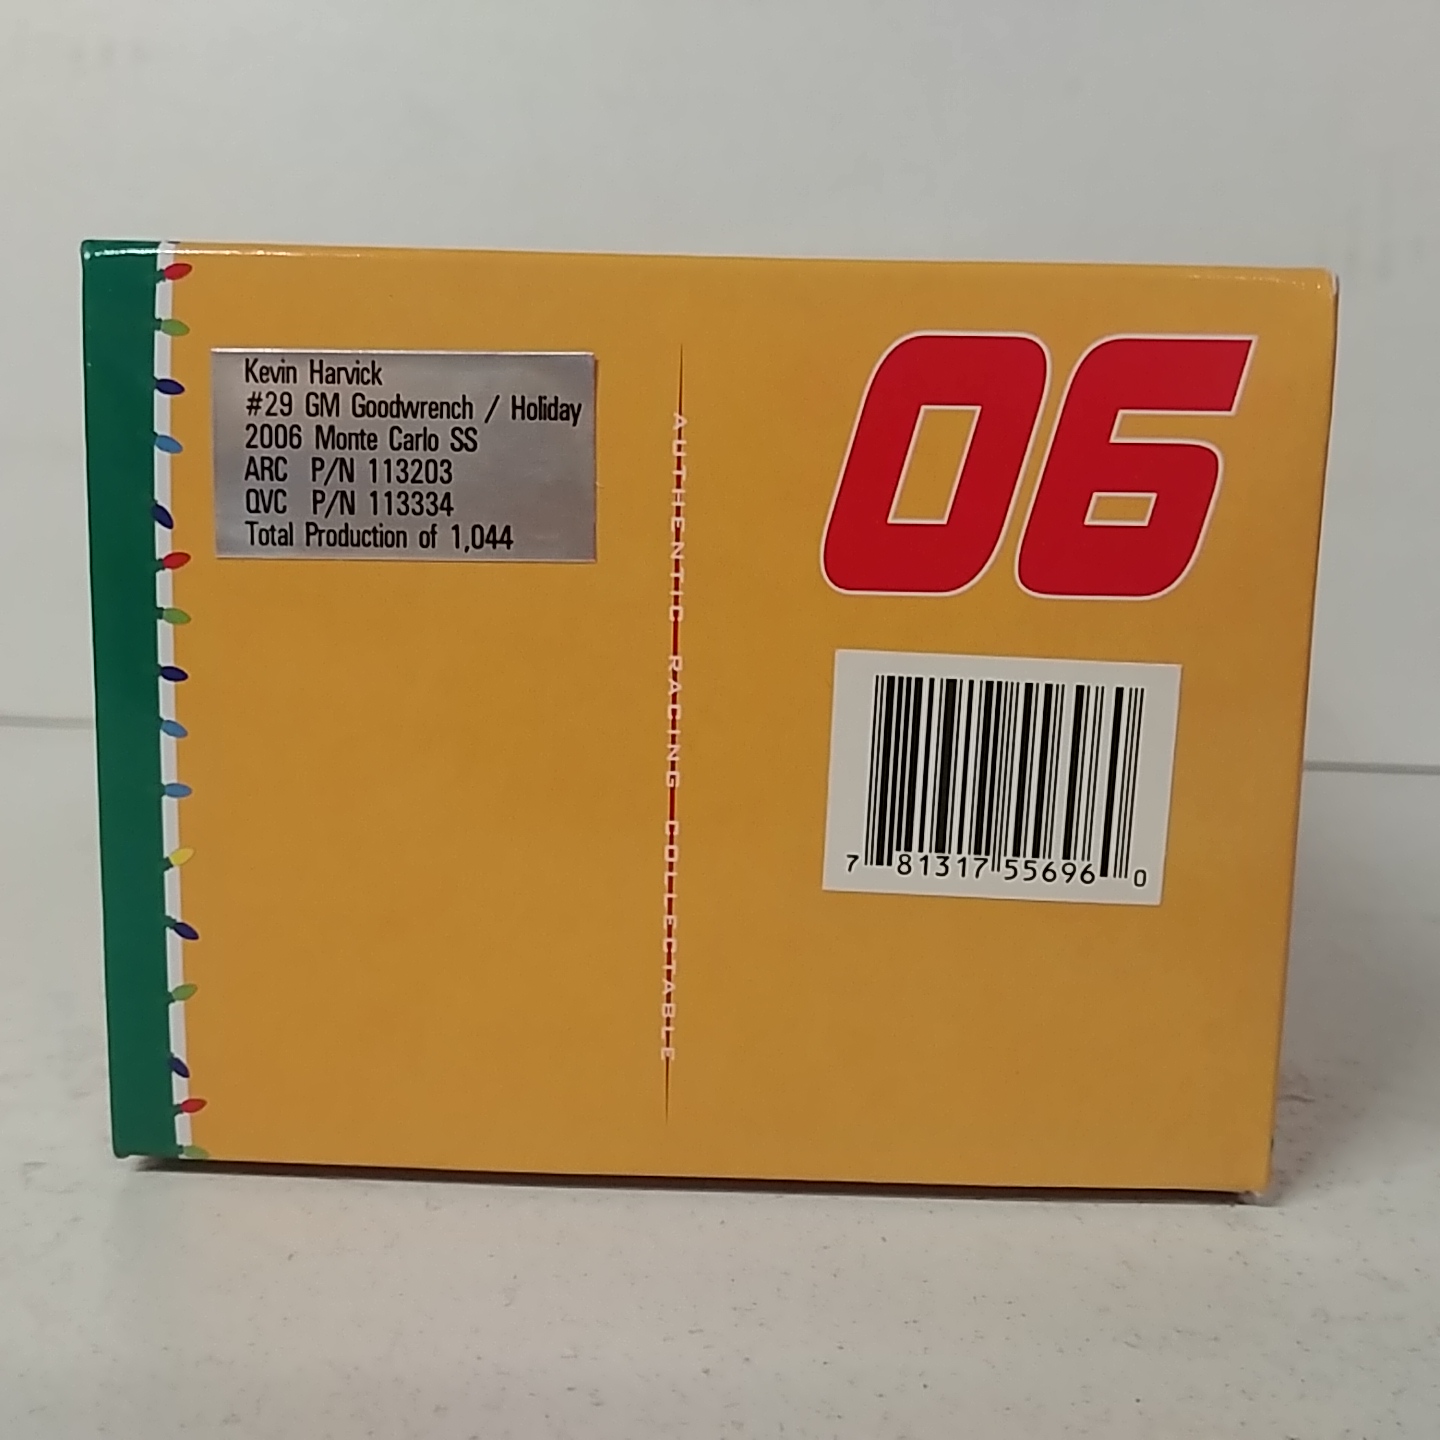 Kevin Harvick
#29 GM Goodwrench / Holiday
2006 Monte Carlo SS
ARC P/N 113203
QVC P/N 113334
Total Production of 1,044
AUTHENTIC RACING COLLECTABLE
06
7 81317 55696 0